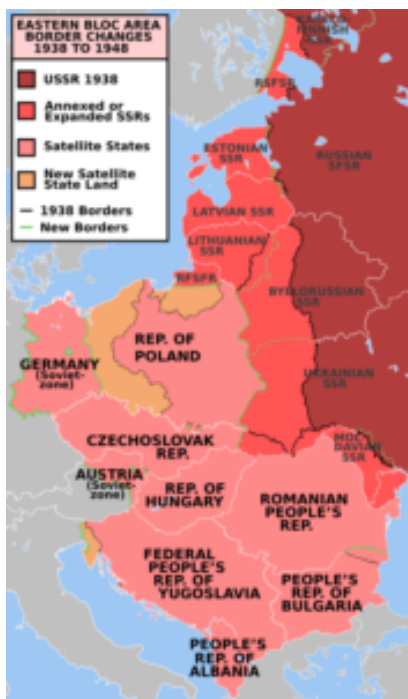 EASTERN BLOC AREA
BORDER CHANGES
1938 TO 1948
USSR 1938
Annexed or
Expanded SSRs
Satellite States
New Satellite
State Land
1938 Borders
New Borders
RSFSR
ESTONIAN
SSR
RUSSIAN
SFSR
LATVIAN SSR
LITHUANIAN
SSR
RFSFR
BYELORUSSIAN
SSR
REP. OF
POLAND
GERMANY
(Soviet-
zone)
UKRAINIAN
SSR
CZECHOSLOVAK
REP.
MOL
DAVIAN
SSR
AUSTRIA
(Soviet-
zone)
REP. OF
HUNGARY
ROMANIAN
PEOPLE'S
REP.
FEDERAL
PEOPLE'S
REP. OF
YUGOSLAVIA
PEOPLE'S
REP. OF
BULGARIA
PEOPLE'S
REP. OF
ALBANIA